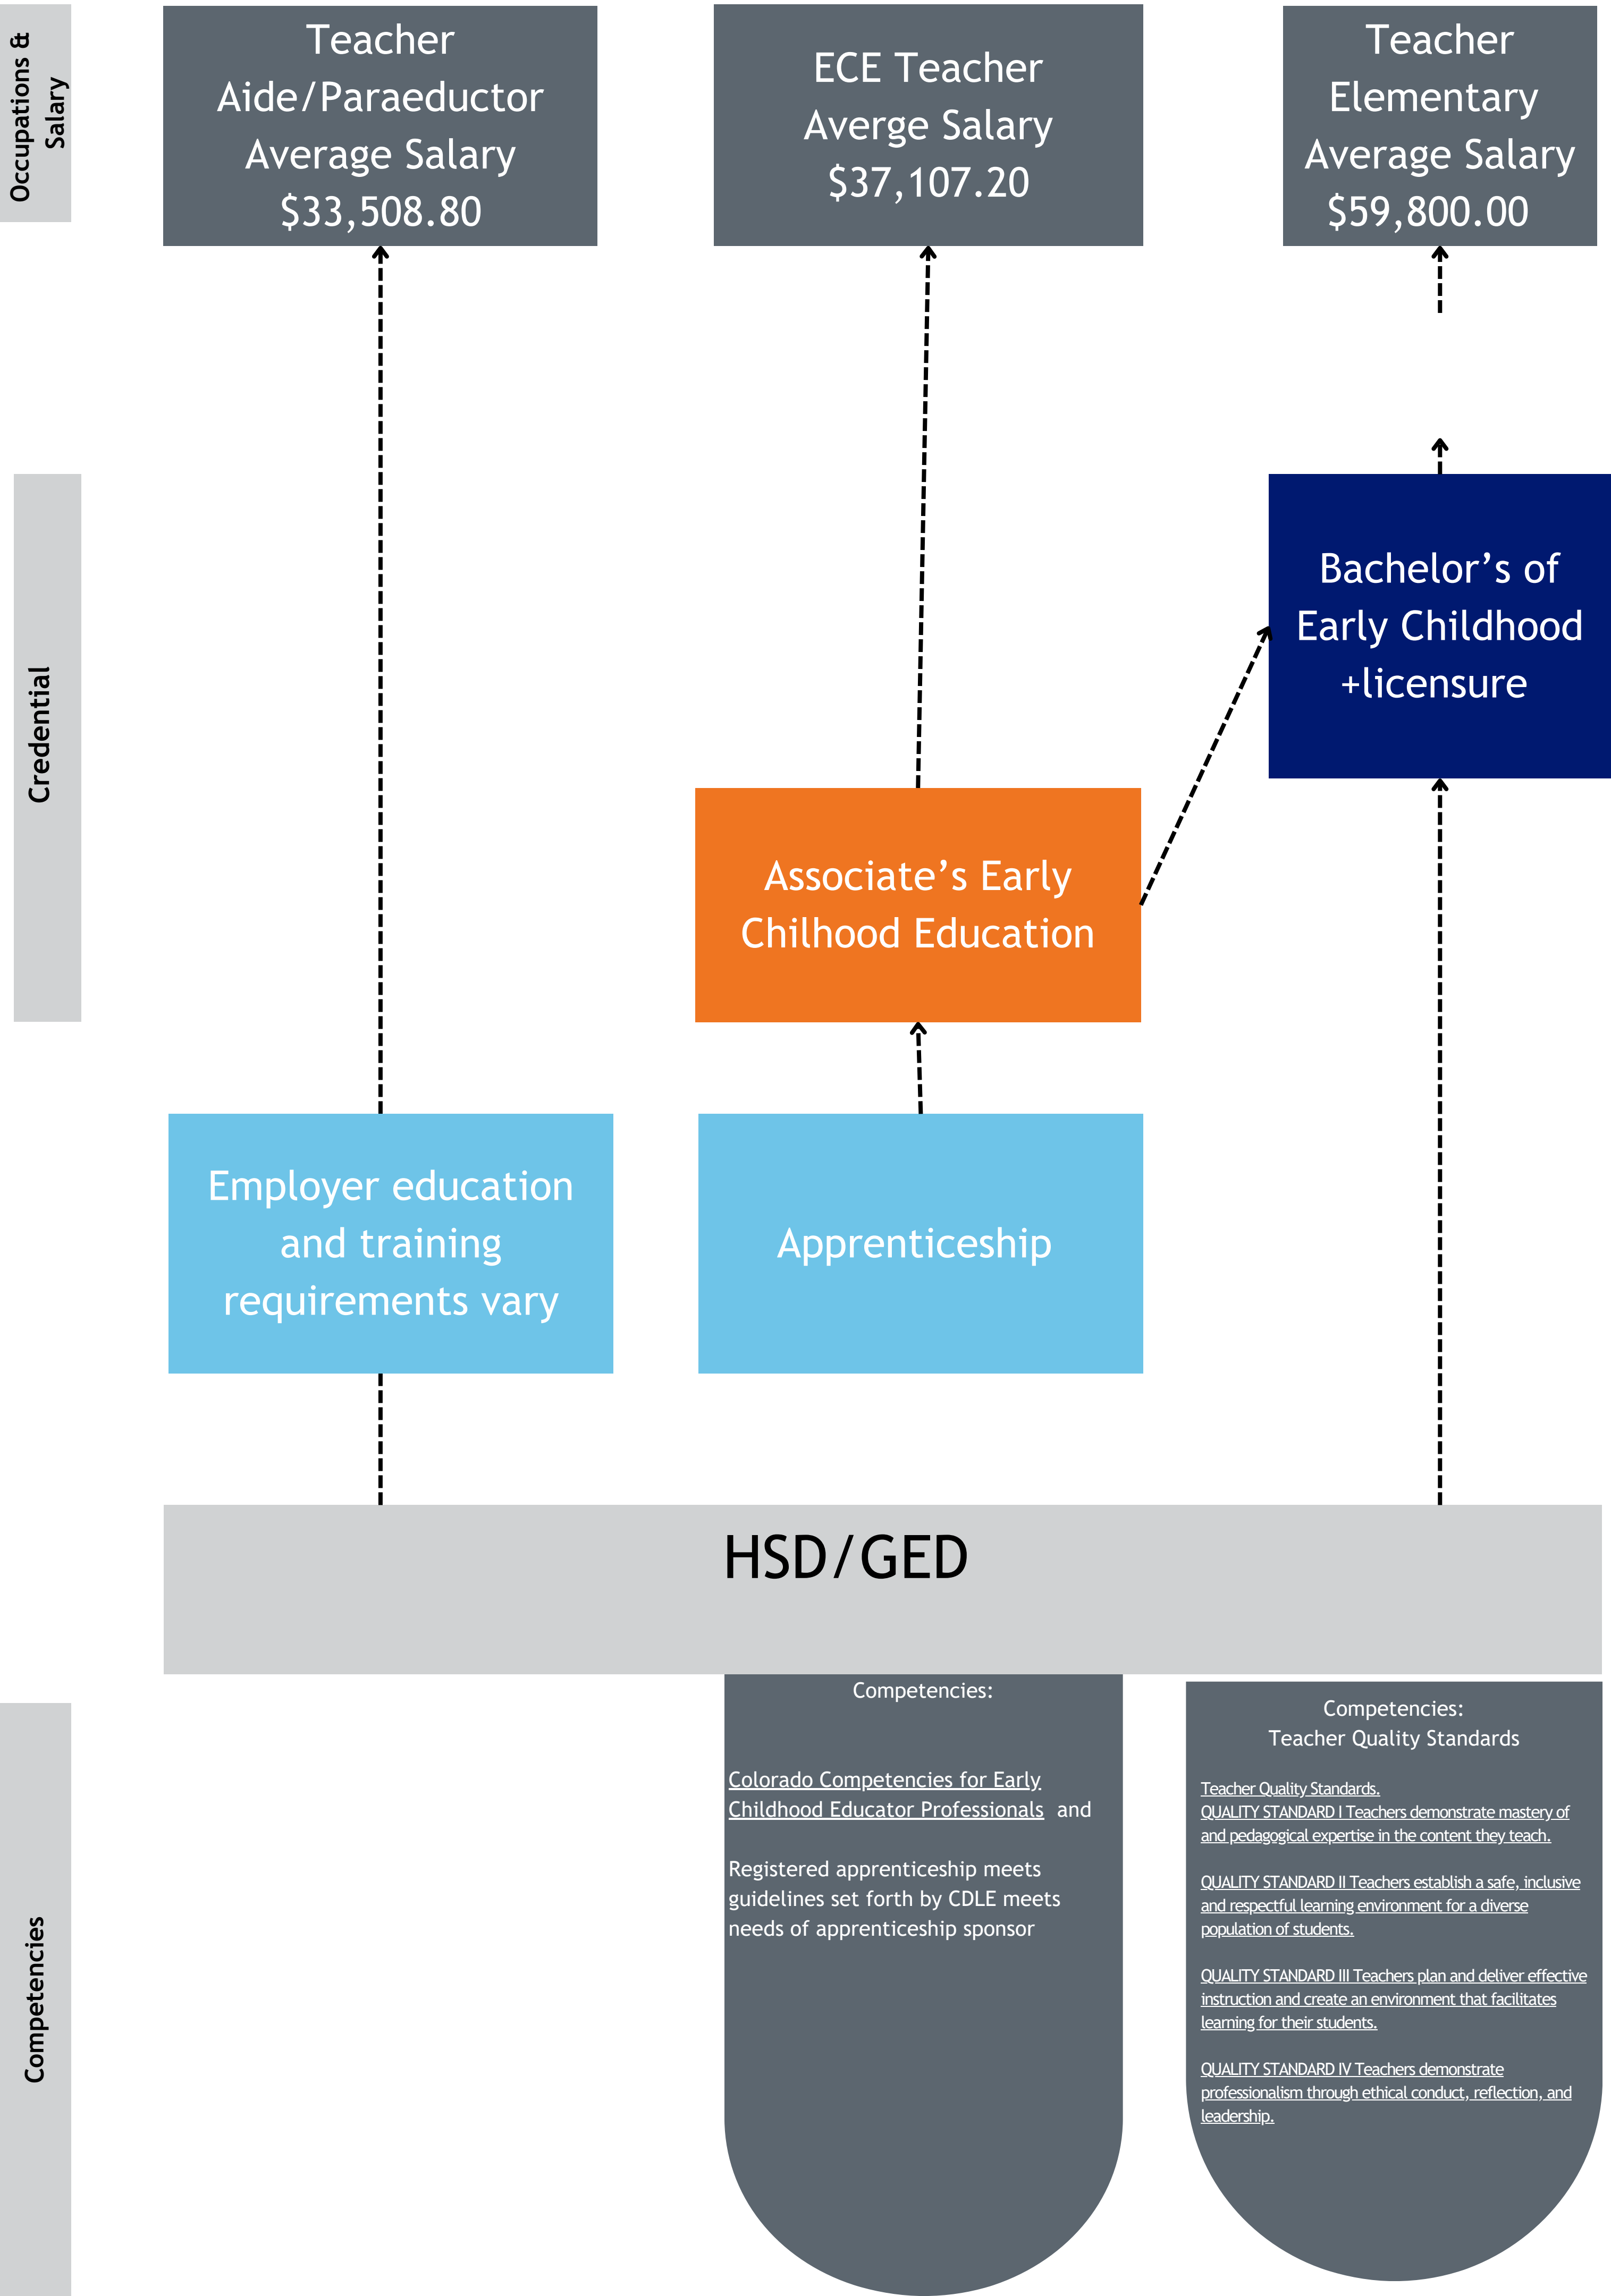 Occupations &
Salary
Teacher
Aide/Paraeductor
Average Salary
$33,508.80
ECE Teacher
Averge Salary
$37,107.20
Teacher
Elementary
Average Salary
$59,800.00
Credential
Bachelor’s of
Early Childhood
+licensure
Associate’s Early
Chilhood Education
Employer education
and training
requirements vary
Apprenticeship
HSD/GED
Competencies
Competencies:
Colorado Competencies for Early
Childhood Educator Professionals and
Registered apprenticeship meets
guidelines set forth by CDLE meets
needs of apprenticeship sponsor
Competencies:
Teacher Quality Standards
Teacher Quality Standards.
QUALITY STANDARD I Teachers demonstrate mastery of
and pedagogical expertise in the content they teach.
QUALITY STANDARD II Teachers establish a safe, inclusive
and respectful learning environment for a diverse
population of students.
QUALITY STANDARD III Teachers plan and deliver effective
instruction and create an environment that facilitates
learning for their students.
QUALITY STANDARD IV Teachers demonstrate
professionalism through ethical conduct, reflection, and
leadership.